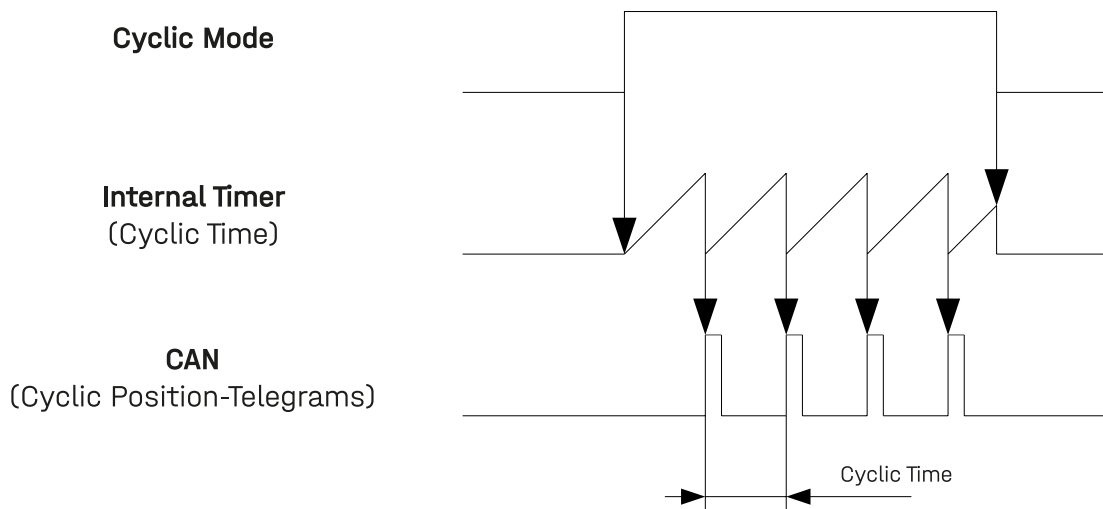 Cyclic Mode
Internal Timer
(Cyclic Time)
CAN
(Cyclic Position-Telegrams)
Cyclic Time